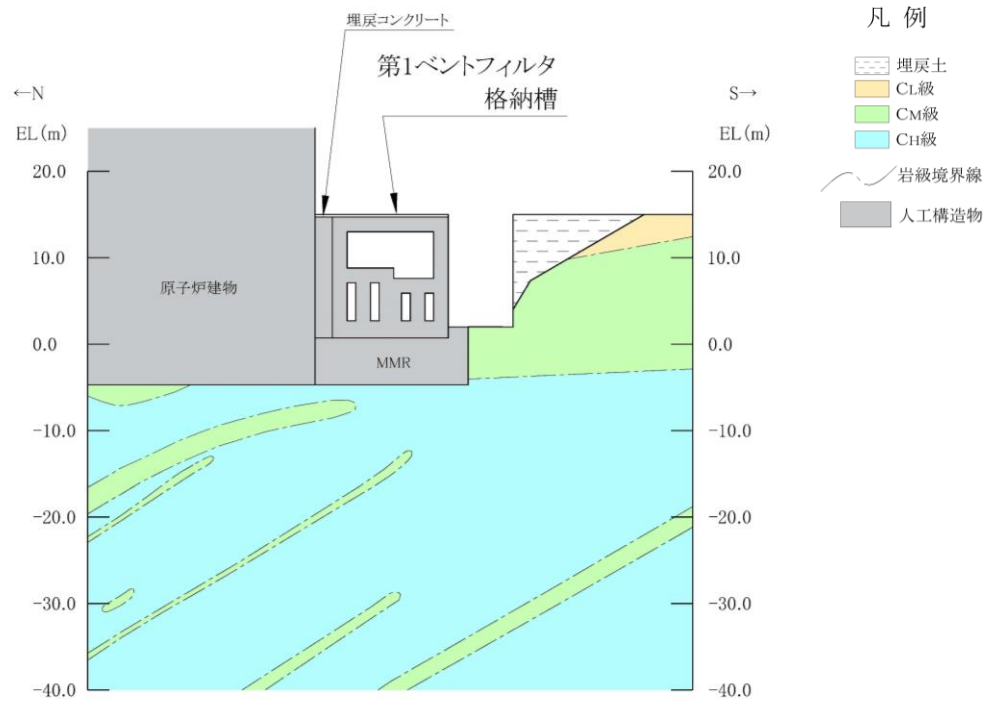 埋戻コンクリート
第1ベントフィルタ
格納槽
←N
S→
EL(m)
EL(m)
20.0
20.0
10.0
10.0
原子炉建物
0.0
0.0
MMR
-10.0
-10.0
-20.0
-20.0
-30.0
-30.0
-40.0
-40.0
凡 例
埋戻土
CL級
CM級
CH級
岩級境界線
人工構造物